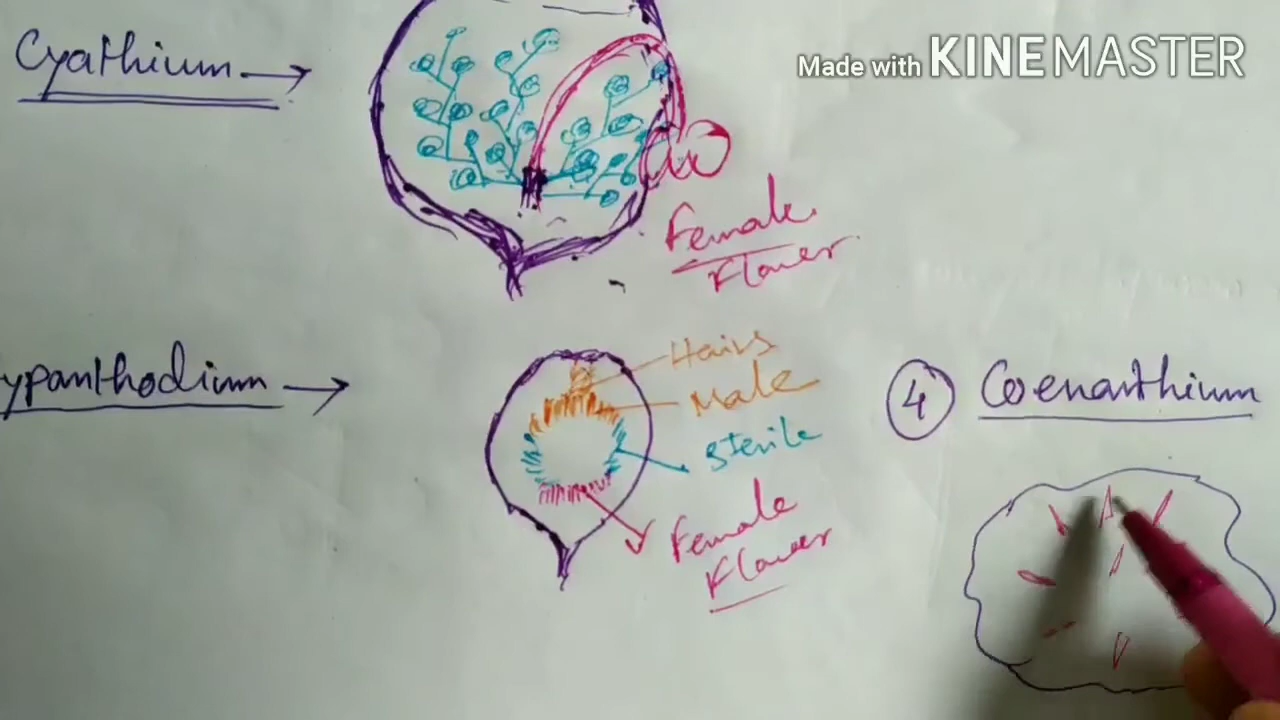 Cyathium
Made with KINEMASTER
Female
Flower
ypanthodium
Hairs
Male
Sterile
Female
Flower
4 Coenanthium